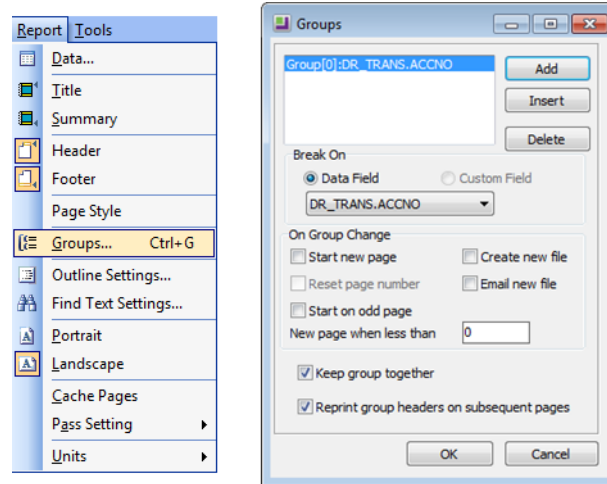 Report Tools
Data...
Title
Summary
Header
Footer
Page Style
Groups... Ctrl+G
Outline Settings...
Find Text Settings...
Portrait
Landscape
Cache Pages
Pass Setting
Units
Groups
Group[0]:DR_TRANS.ACCNO
Add
Insert
Delete
Break On
Data Field Custom Field
DR_TRANS.ACCNO
On Group Change
Start new page Create new file
Reset page number Email new file
Start on odd page
New page when less than 0
Keep group together
Reprint group headers on subsequent pages
OK Cancel